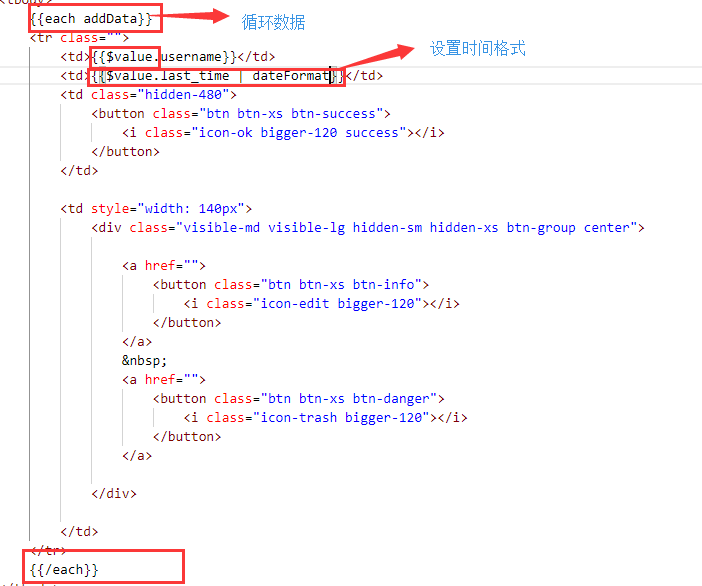 <tbody>
{{each addData}}
循环数据
<tr class="">
<td>{{$value.username}}</td>
设置时间格式
<td>{{$value.last_time | dateFormat}}</td>
<td class="hidden-480">
<button class="btn btn-xs btn-success">
<i class="icon-ok bigger-120 success"></i>
</button>
</td>
<td style="width: 140px">
<div class="visible-md visible-lg hidden-sm hidden-xs btn-group center">
<a href="">
<button class="btn btn-xs btn-info">
<i class="icon-edit bigger-120"></i>
</button>
</a>
&nbsp;
<a href="">
<button class="btn btn-xs btn-danger">
<i class="icon-trash bigger-120"></i>
</button>
</a>
</div>
</td>
</tr>
{{/each}}